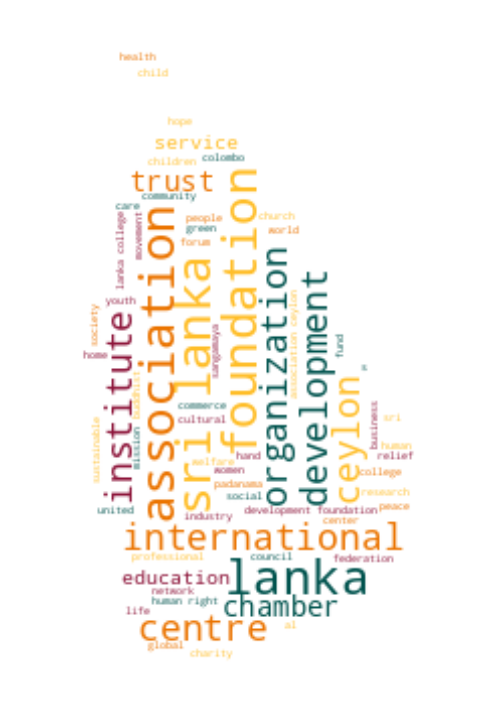 health
child
hope
service
children
colombo
trust
community
care
lanka college
movement
association
people
green
forum
sri lanka
foundation
church
world
organization
association ceylon
development
youth
society
home
institute
buddhist
sangamaya
fund
s
ceylon
business
sri
human
relief
college
research
peace
commerce
cultural
sustainable
mission
welfare
hand
women
padanama
social
united
industry
development foundation
center
international
professional
council
federation
education
lanka
network
human right
chamber
life
centre
al
global
charity